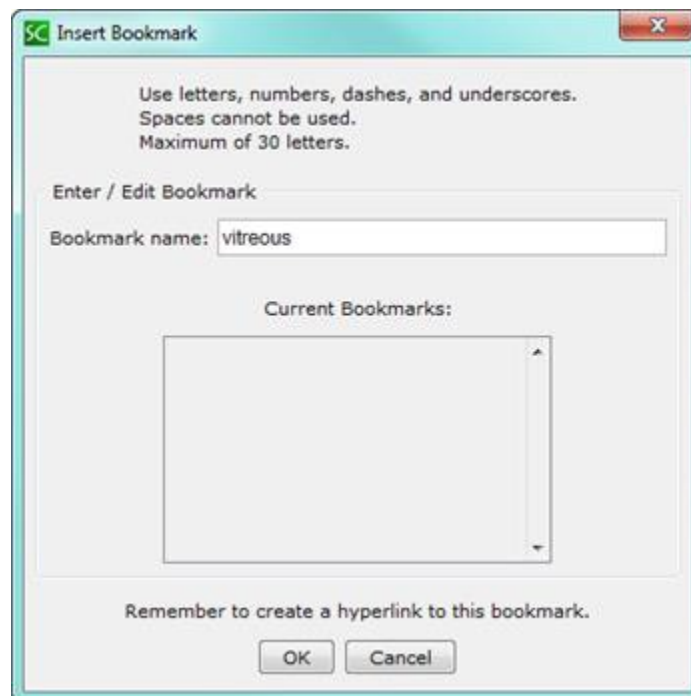 SC Insert Bookmark
Use letters, numbers, dashes, and underscores.
Spaces cannot be used.
Maximum of 30 letters.
Enter / Edit Bookmark
Bookmark name: vitreous
Current Bookmarks:
Remember to create a hyperlink to this bookmark.
OK Cancel